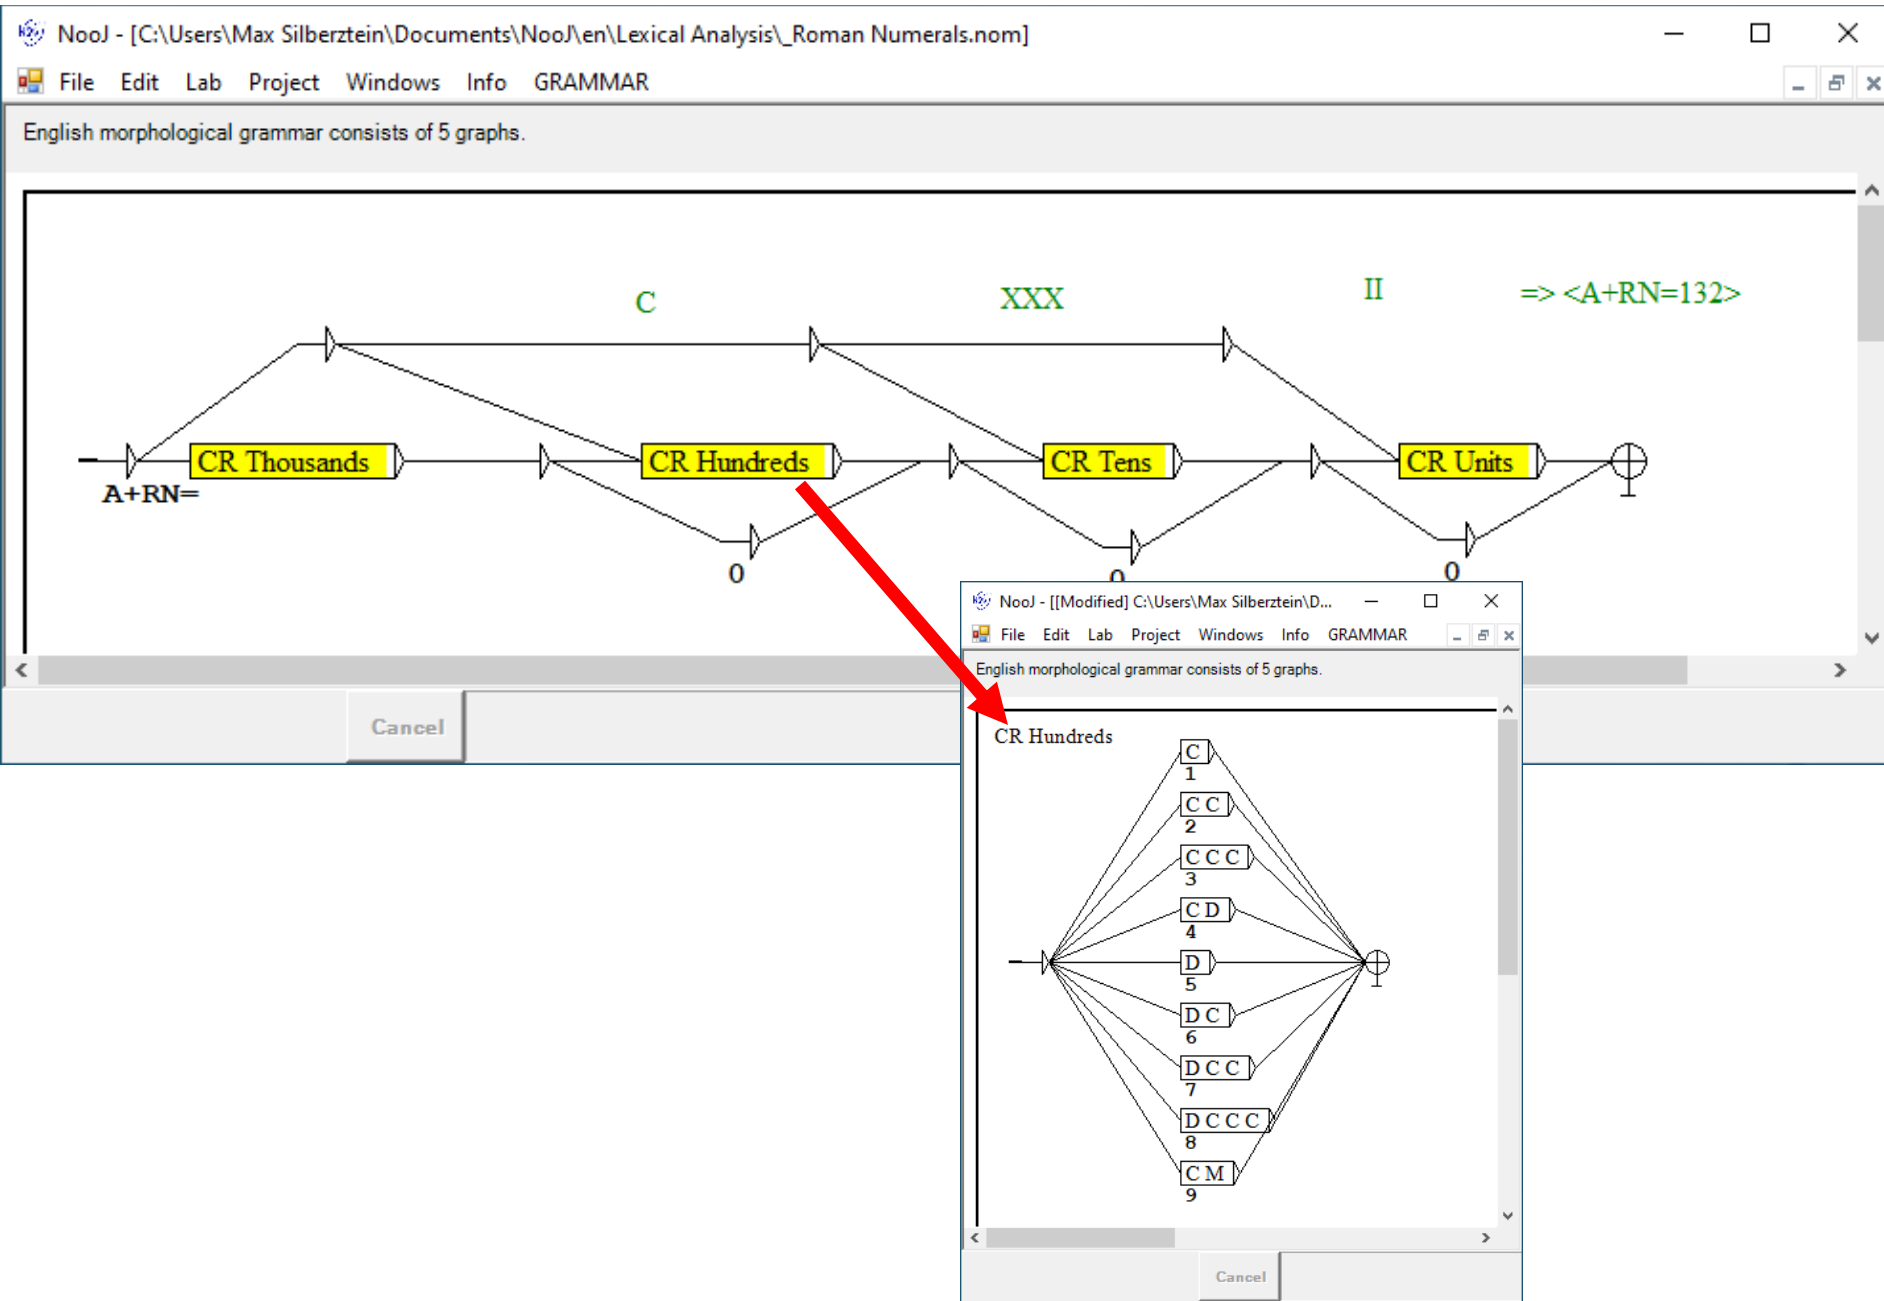 NooJ - [C:\Users\Max Silberztein\Documents\NooJ\en\Lexical Analysis\_Roman Numerals.nom]
File Edit Lab Project Windows Info GRAMMAR
English morphological grammar consists of 5 graphs.
C XXX II => <A+RN=132>
CR Thousands CR Hundreds CR Tens CR Units
A+RN=
0 0 0
Cancel
NooJ - [[Modified] C:\Users\Max Silberztein\D...
File Edit Lab Project Windows Info GRAMMAR
English morphological grammar consists of 5 graphs.
CR Hundreds
C
1
C C
2
C C C
3
C D
4
D
5
D C
6
D C C
7
D C C C
8
C M
9
Cancel